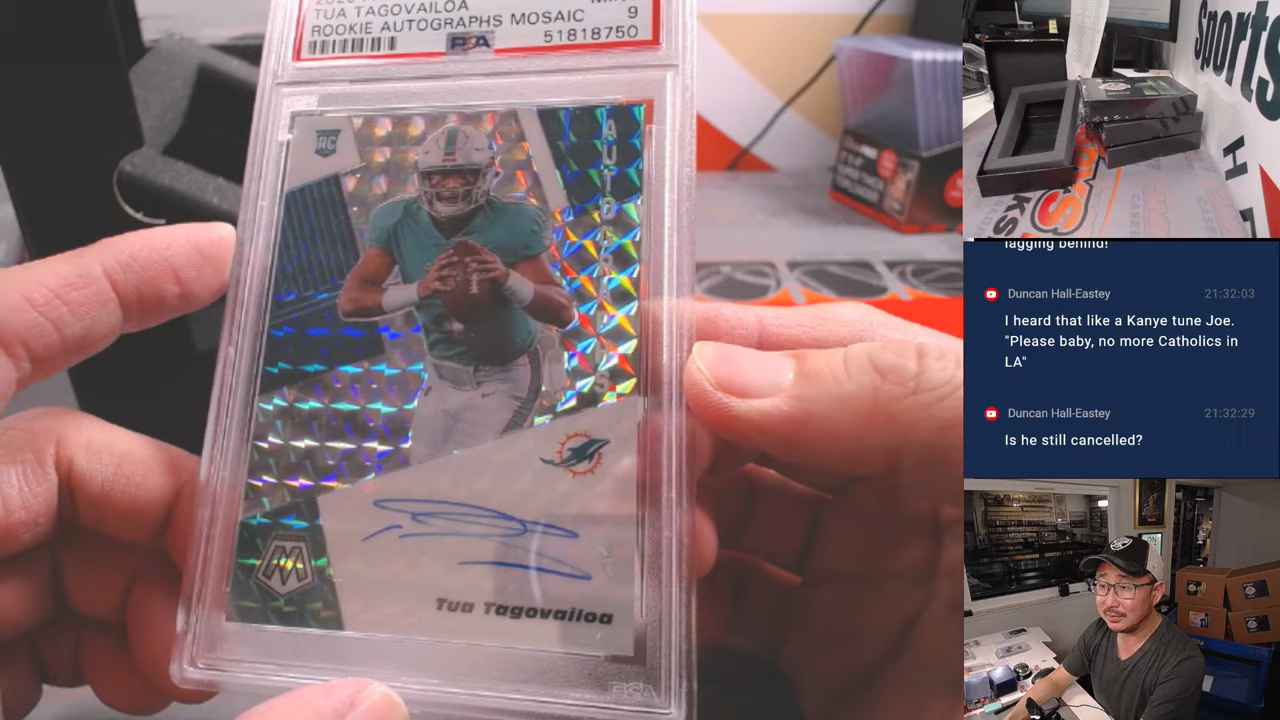 TUA TAGOVAILOA
ROOKIE AUTOGRAPHS MOSAIC
9
PSA
51818750
RC
AUTOGRAPHS
Tua Tagovailoa
M
PSA
Sports
lagging behind!
Duncan Hall-Eastey 21:32:03
I heard that like a Kanye tune Joe.
"Please baby, no more Catholics in
LA"
Duncan Hall-Eastey 21:32:29
Is he still cancelled?